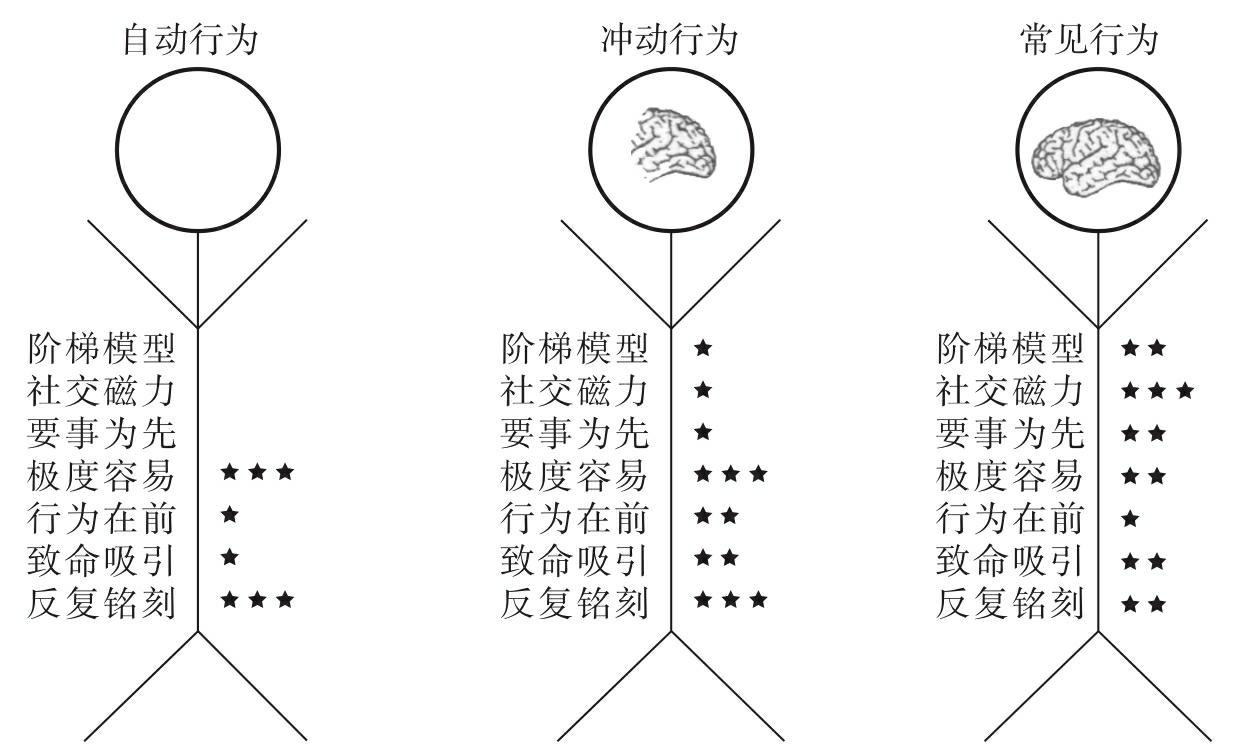 自动行为
阶梯模型
社交磁力
要事为先
极度容易 ★★★
行为在前 ★
致命吸引 ★
反复铭刻 ★★★
冲动行为
阶梯模型 ★
社交磁力 ★
要事为先 ★
极度容易 ★★★
行为在前 ★★
致命吸引 ★★
反复铭刻 ★★★
常见行为
阶梯模型 ★★
社交磁力 ★★★
要事为先 ★★
极度容易 ★★
行为在前 ★
致命吸引 ★★
反复铭刻 ★★